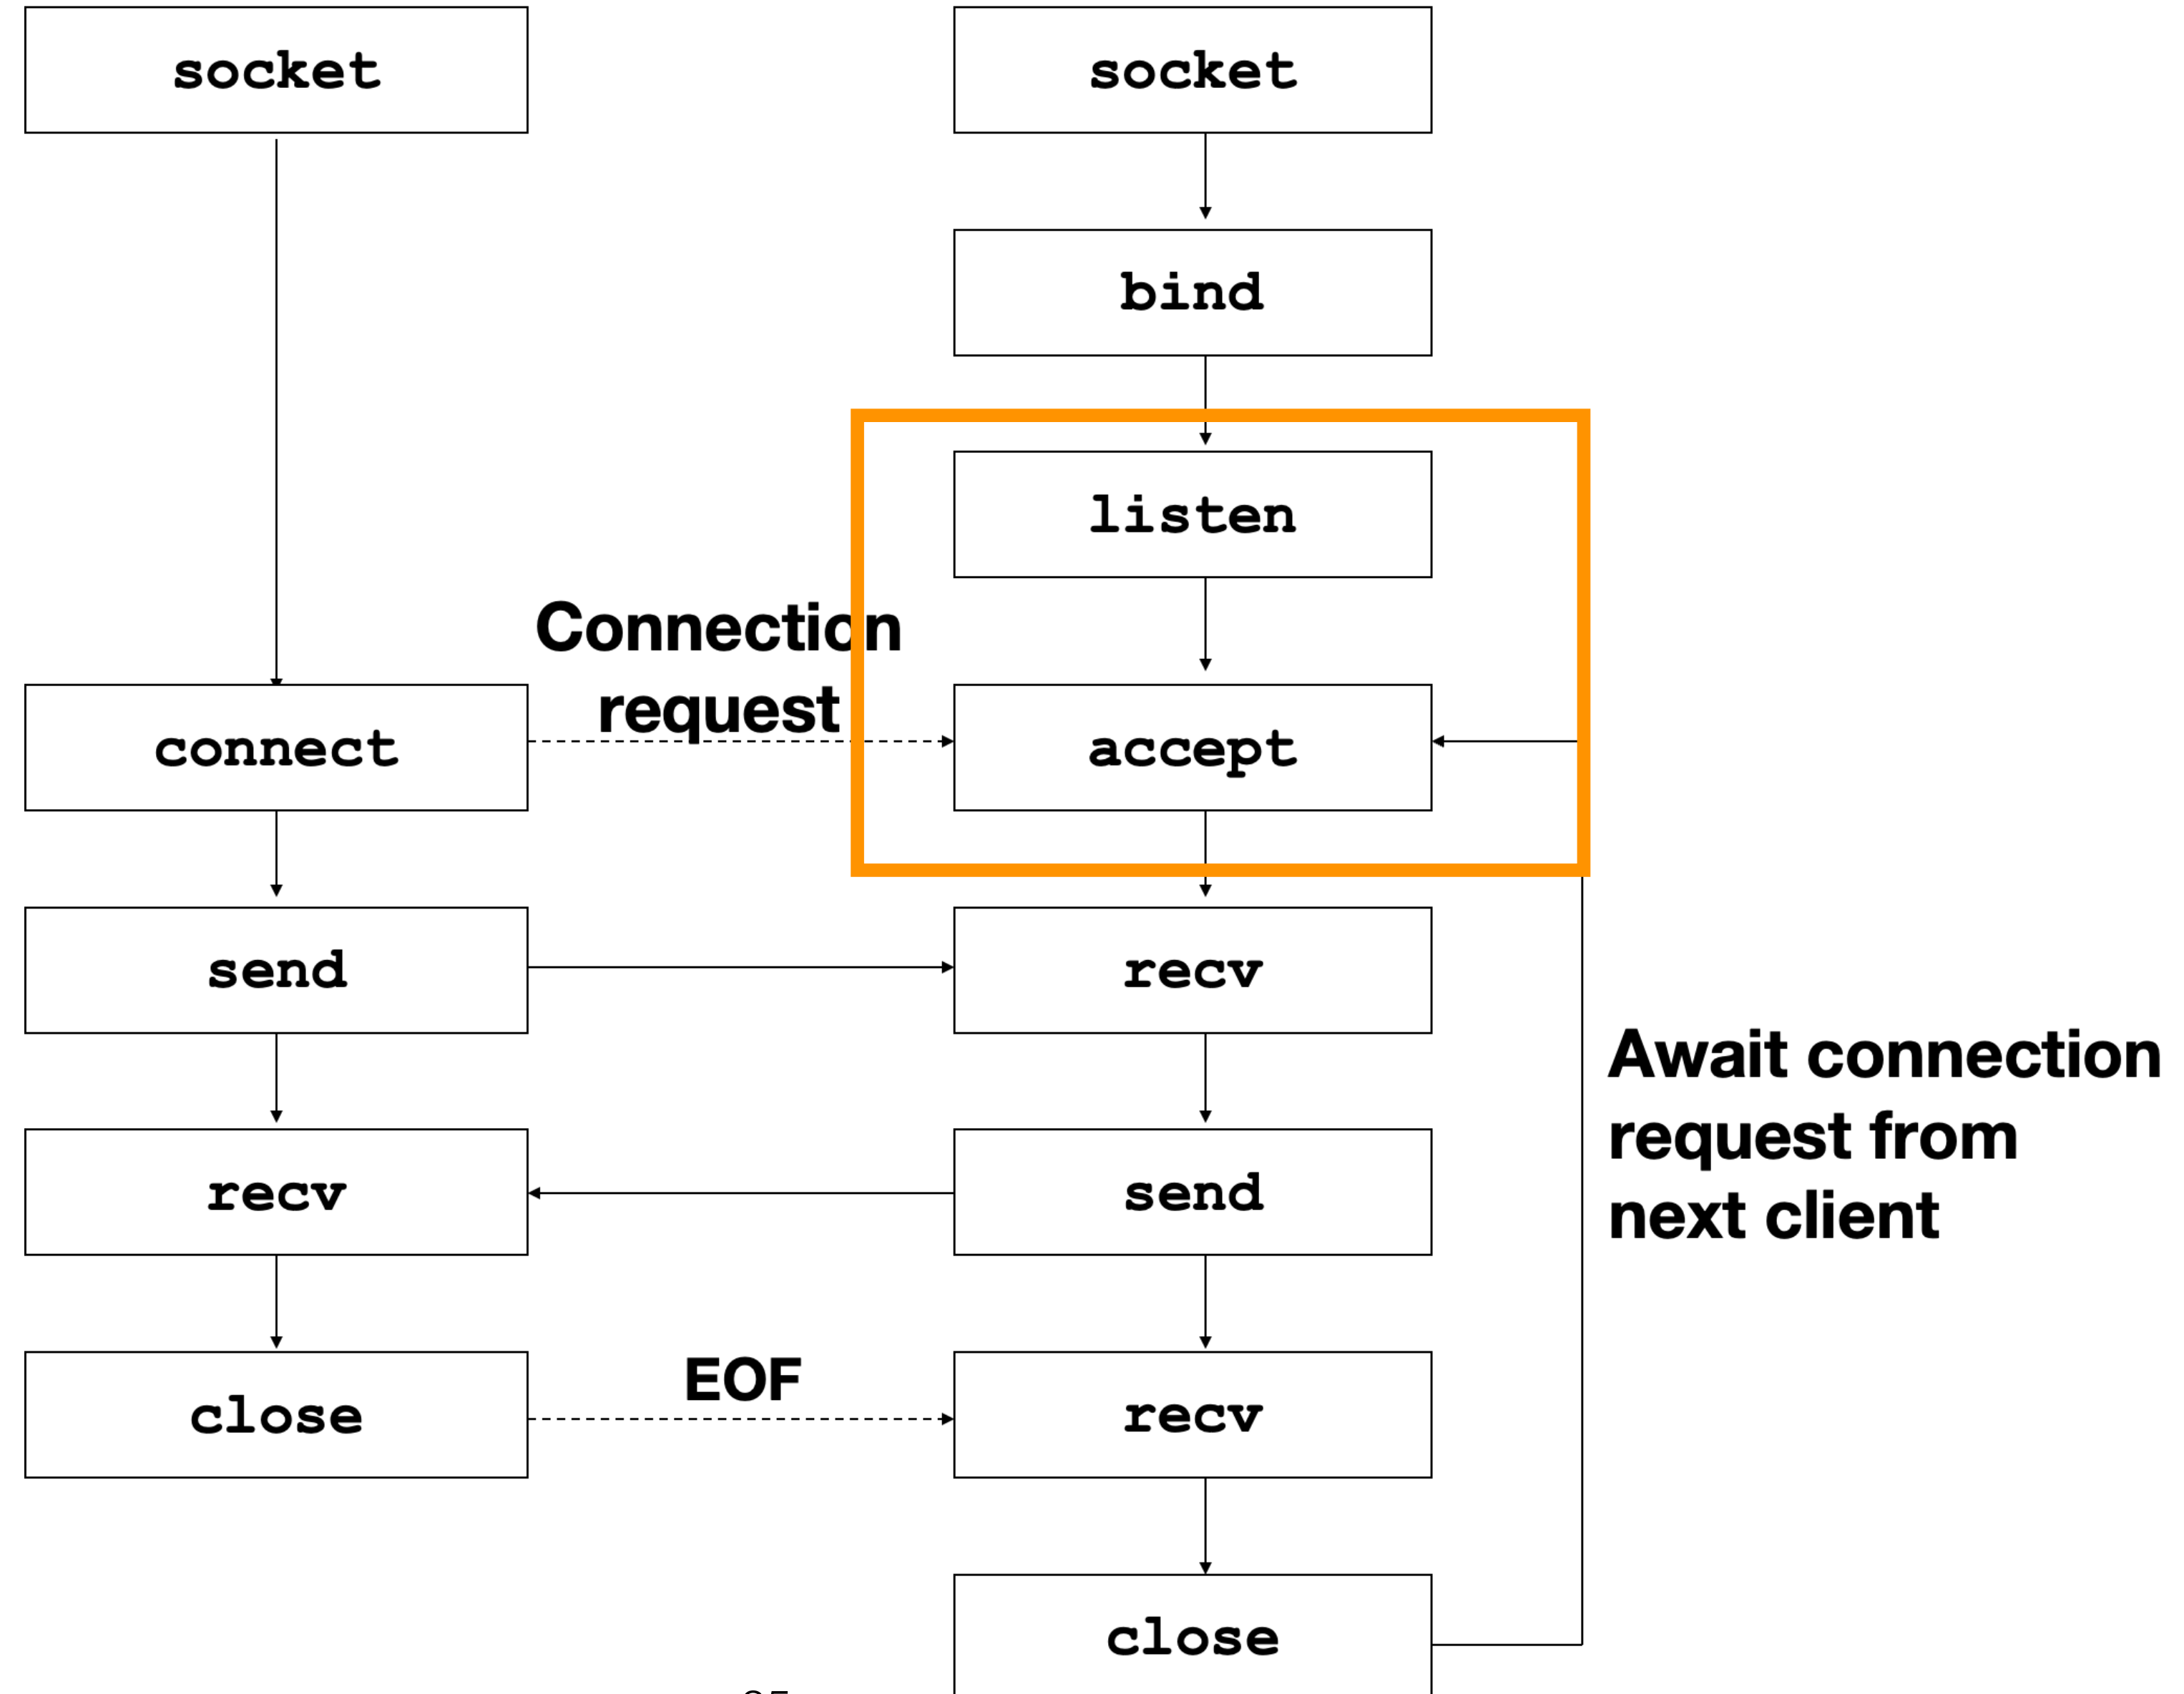 socket
socket
bind
listen
Connection
request
connect
accept
send
recv
Await connection
request from
next client
recv
send
EOF
close
recv
close